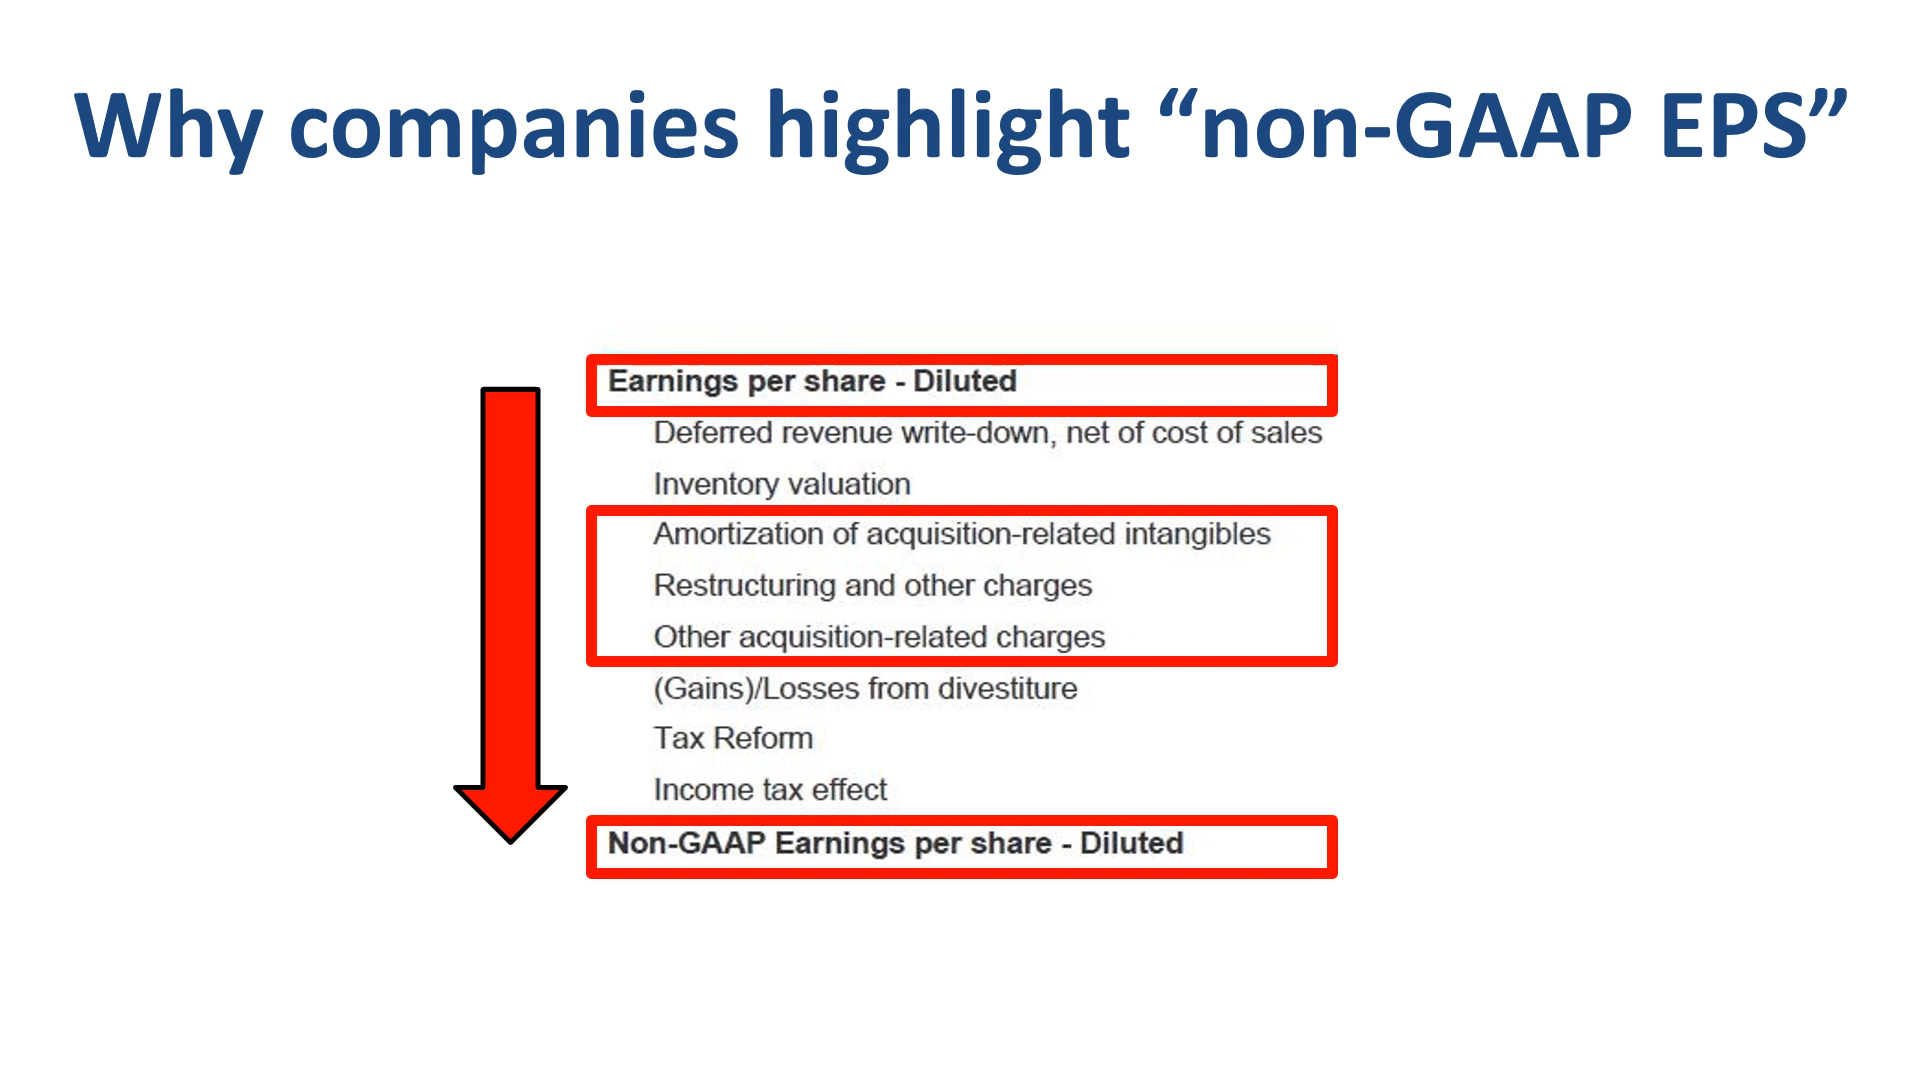 Why companies highlight “non-GAAP EPS”
Earnings per share - Diluted
Deferred revenue write-down, net of cost of sales
Inventory valuation
Amortization of acquisition-related intangibles
Restructuring and other charges
Other acquisition-related charges
(Gains)/Losses from divestiture
Tax Reform
Income tax effect
Non-GAAP Earnings per share - Diluted